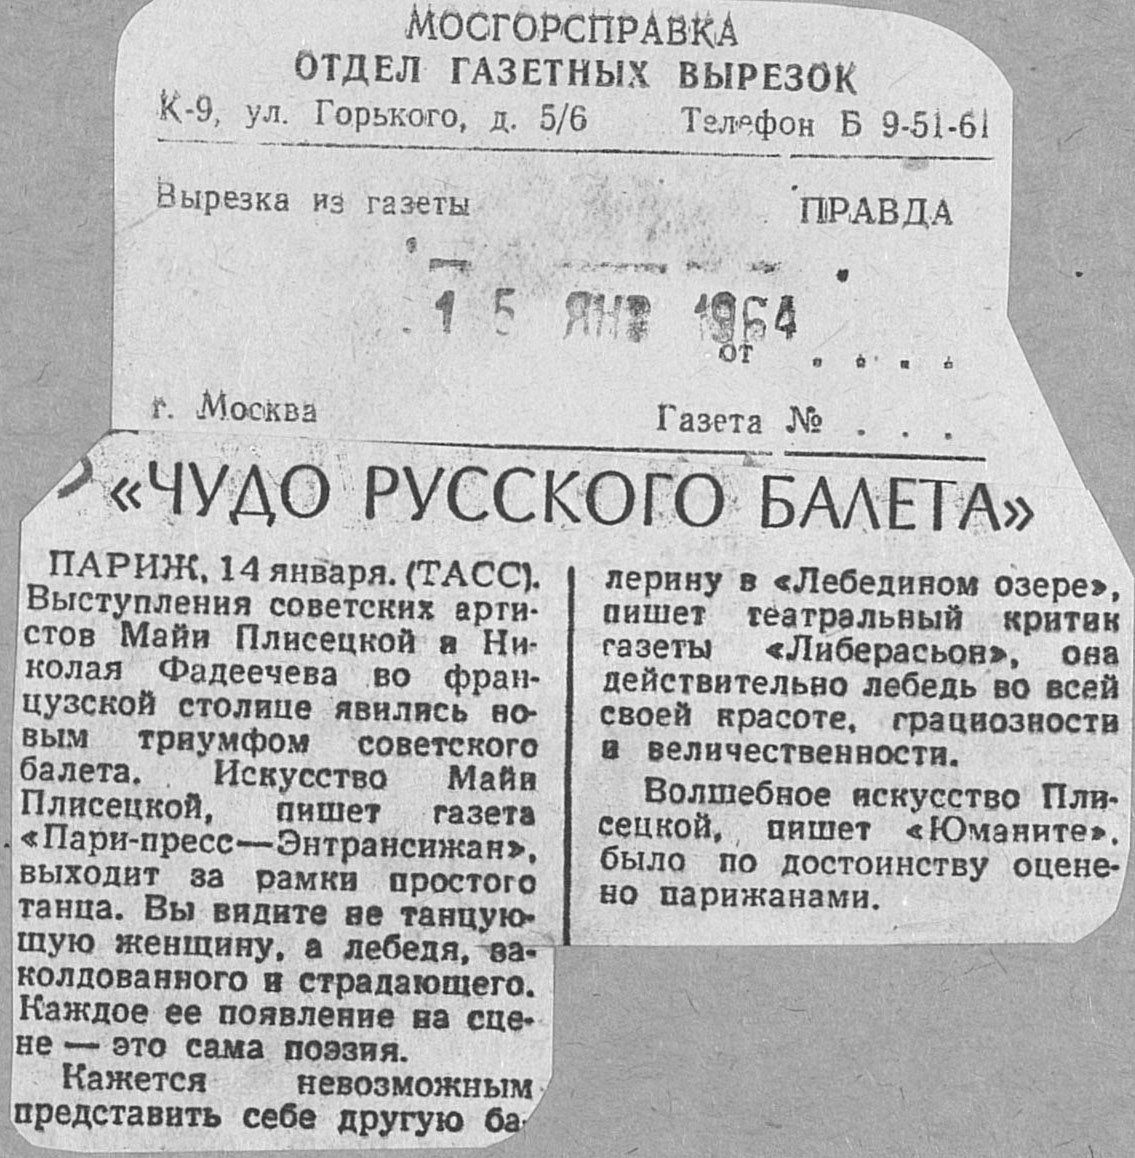 МОСГОРСПРАВКА
ОТДЕЛ ГАЗЕТНЫХ ВЫРЕЗОК
К-9, ул. Горького, д. 5/6 Телефон Б 9-51-61
Вырезка из газеты ПРАВДА
15 ЯНВ 1964
от . . . .
г. Москва Газета № . . .
«ЧУДО РУССКОГО БАЛЕТА»
ПАРИЖ, 14 января. (ТАСС).
Выступления советских арти-
стов Майи Плисецкой и Ни-
колая Фадеечева во фран-
цузской столице явились но-
вым триумфом советского
балета. Искусство Майи
Плисецкой, пишет газета
«Пари-пресс—Энтрансижан»,
выходит за рамки простого
танца. Вы видите не танцую-
щую женщину, а лебедя, за-
колдованного и страдающего.
Каждое ее появление на сце-
не — это сама поэзия.
Кажется невозможным
представить себе другую ба-
лерину в «Лебедином озере»,
пишет театральный критик
газеты «Либерасьон», она
действительно лебедь во всей
своей красоте, грациозности
и величественности.
Волшебное искусство Пли-
сецкой, пишет «Юманите»,
было по достоинству оцене-
но парижанами.